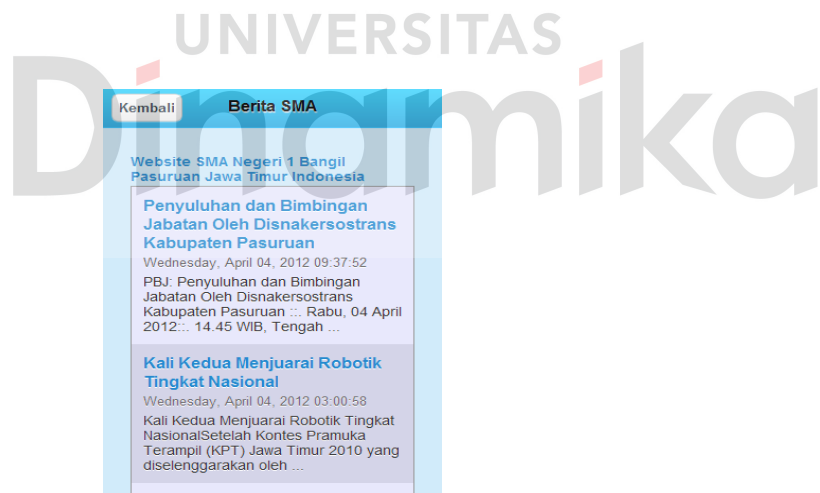 UNIVERSITAS
Dinamika
Kembali
Berita SMA
Website SMA Negeri 1 Bangil
Pasuruan Jawa Timur Indonesia
Penyuluhan dan Bimbingan
Jabatan Oleh Disnakersostrans
Kabupaten Pasuruan
Wednesday, April 04, 2012 09:37:52
PBJ: Penyuluhan dan Bimbingan
Jabatan Oleh Disnakersostrans
Kabupaten Pasuruan ::. Rabu, 04 April
2012::. 14.45 WIB, Tengah ...
Kali Kedua Menjuarai Robotik
Tingkat Nasional
Wednesday, April 04, 2012 03:00:58
Kali Kedua Menjuarai Robotik Tingkat
NasionalSetelah Kontes Pramuka
Terampil (KPT) Jawa Timur 2010 yang
diselenggarakan oleh ...